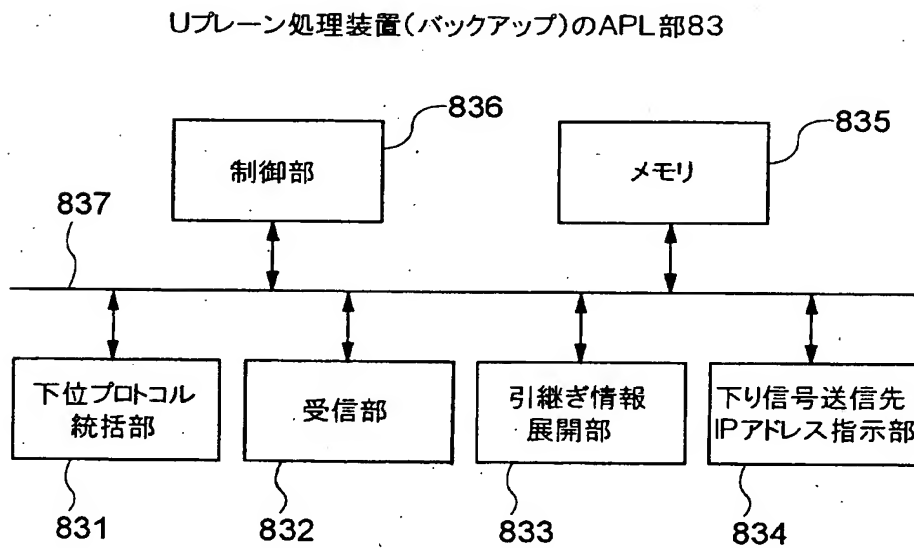 Uプレーン処理装置(バックアップ)のAPL部83
836
835
制御部
メモリ
837
下位プロトコル
統括部
受信部
引継ぎ情報
展開部
下り信号送信先
IPアドレス指示部
831
832
833
834